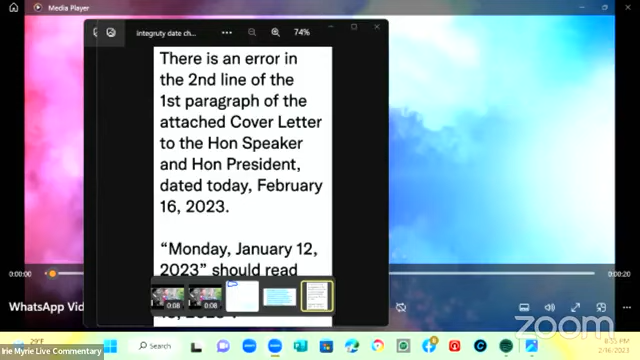 Media Player
integruty date ch...
74%
There is an error in
the 2nd line of the
1st paragraph of the
attached Cover Letter
to the Hon Speaker
and Hon President,
dated today, February
16, 2023.
“Monday, January 12,
2023” should read
0:08
0:08
0:00:00
0:00:20
WhatsApp Vid
zoom
29°F
Irie Myrie Live Commentary
Search
8:55 PM
2/16/2023